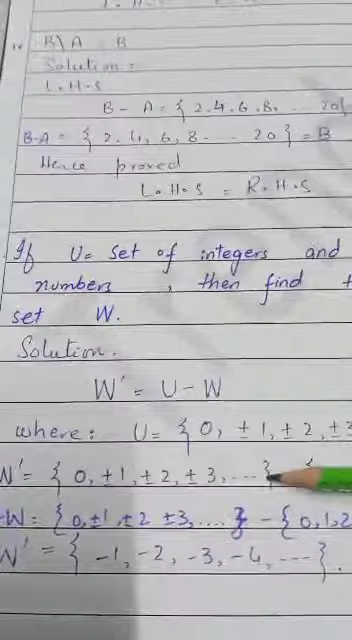 B\A = B
Solution =
L.H.S
B - A = { 2,4,6,8, ... 20}
B-A = { 2, 4, 6, 8 ... 20 } = B
Hence proved
L.H.S = R.H.S
If U= set of integers and
numbers , then find
set W.
Solution.
W' = U - W
where: U = { 0, ±1, ±2, ±3
W' = { 0, ±1, ±2, ±3, ... } {
-W = {0, ±1, ±2 ±3, .... } - { 0, 1, 2
W' = { -1, -2, -3, -4, .... }.